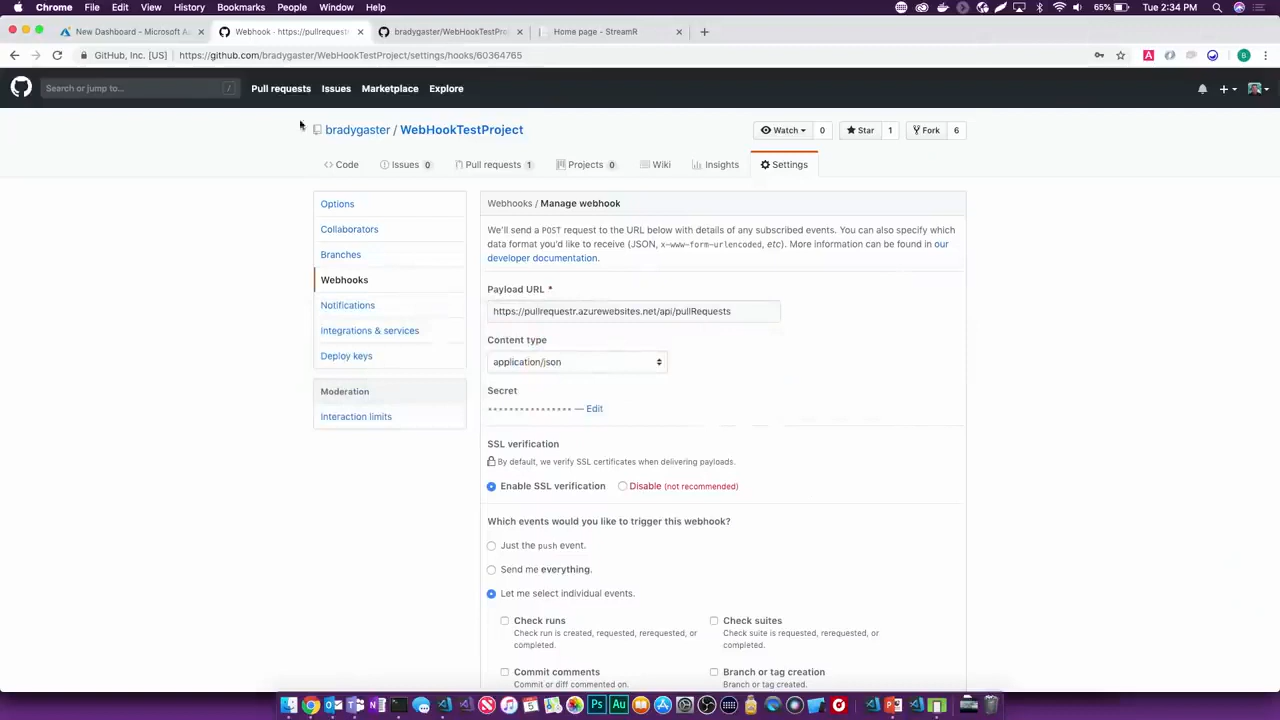 Chrome File Edit View History Bookmarks People Window Help 65% Tue 2:34 PM
New Dashboard - Microsoft A Webhook · https://pullrequest bradygaster/WebHookTestPro Home page - StreamR
GitHub, Inc. [US] https://github.com/bradygaster/WebHookTestProject/settings/hooks/60364765
Search or jump to... / Pull requests Issues Marketplace Explore
bradygaster / WebHookTestProject Watch 0 Star 1 Fork 6
Code Issues 0 Pull requests 1 Projects 0 Wiki Insights Settings
Options
Collaborators
Branches
Webhooks
Notifications
Integrations & services
Deploy keys
Moderation
Interaction limits
Webhooks / Manage webhook
We'll send a POST request to the URL below with details of any subscribed events. You can also specify which
data format you'd like to receive (JSON, x-www-form-urlencoded, etc). More information can be found in our
developer documentation.
Payload URL *
https://pullrequestr.azurewebsites.net/api/pullRequests
Content type
application/json
Secret
**************** — Edit
SSL verification
By default, we verify SSL certificates when delivering payloads.
Enable SSL verification Disable (not recommended)
Which events would you like to trigger this webhook?
Just the push event.
Send me everything.
Let me select individual events.
Check runs
Check run is created, requested, rerequested, or
completed.
Check suites
Check suite is requested, rerequested, or
completed.
Commit comments
Commit or diff commented on.
Branch or tag creation
Branch or tag created.